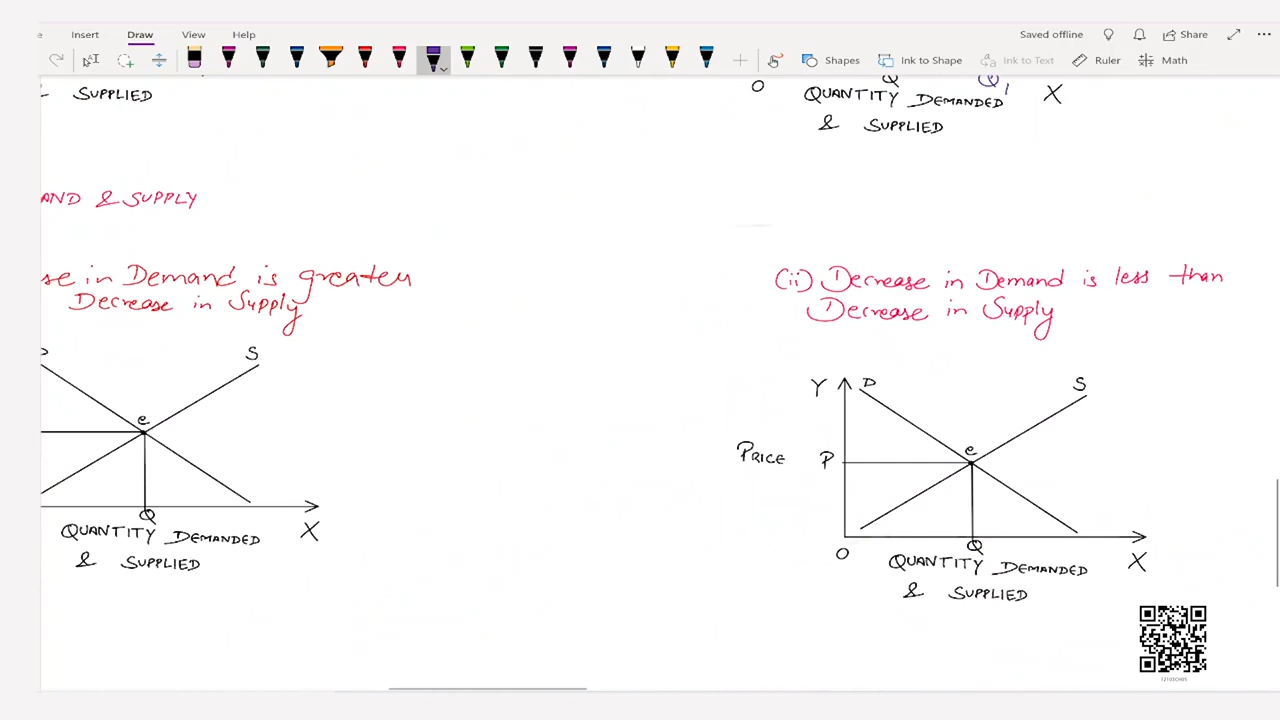 Insert Draw View Help Saved offline Share
Shapes Ink to Shape Ink to Text Ruler Math
& SUPPLIED
O Q Q1
QUANTITY DEMANDED X
& SUPPLIED
AND & SUPPLY
se in Demand is greater
Decrease in Supply
(ii) Decrease in Demand is less than
Decrease in Supply
S
e
Q
QUANTITY DEMANDED X
& SUPPLIED
Y D S
PRICE P e
O Q
QUANTITY DEMANDED X
& SUPPLIED
12103CH05